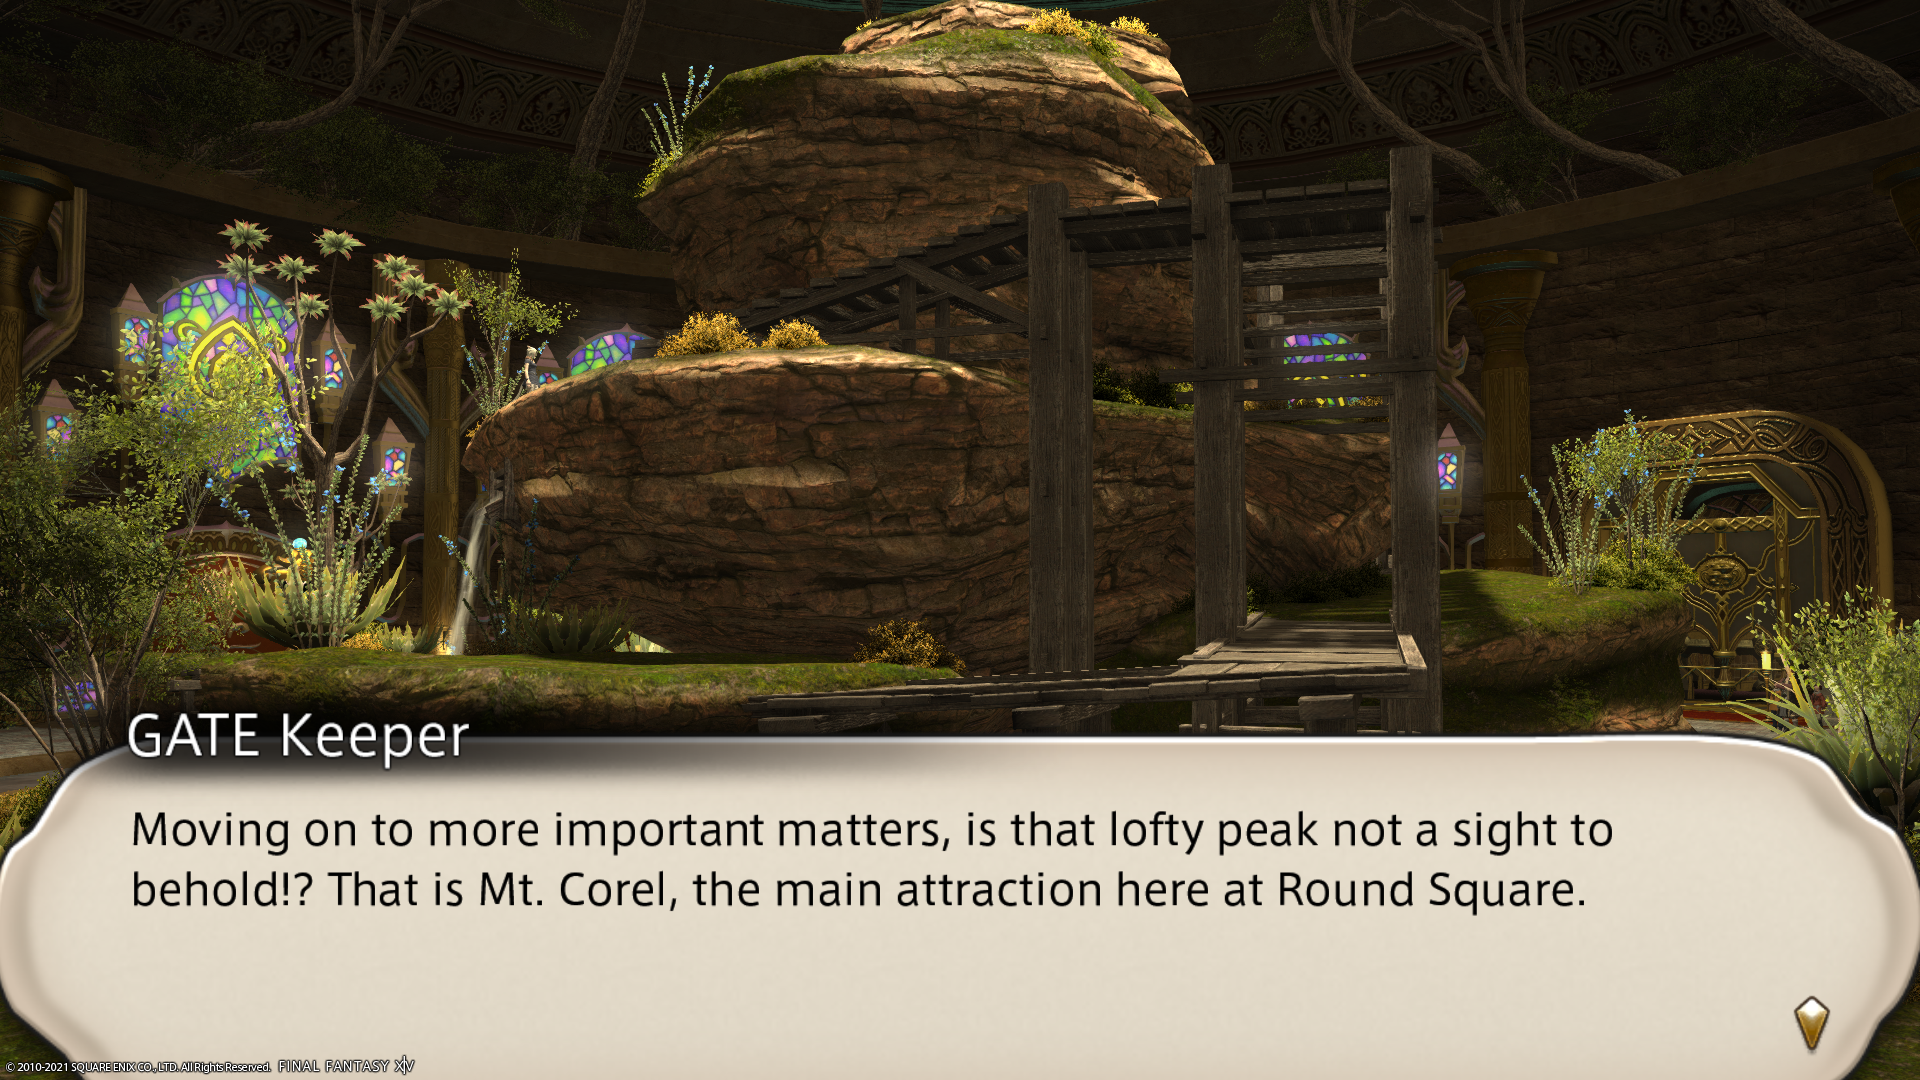 GATE Keeper
Moving on to more important matters, is that lofty peak not a sight to
behold!? That is Mt. Corel, the main attraction here at Round Square.
© 2010-2021 SQUARE ENIX CO., LTD. All Rights Reserved. FINAL FANTASY XIV